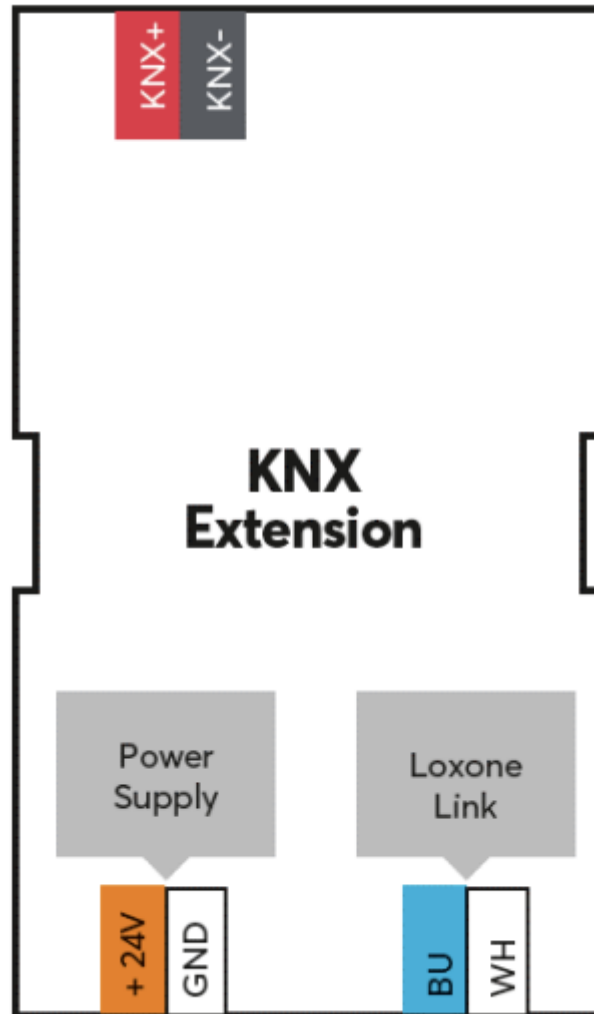 KNX+
KNX-
KNX
Extension
Power
Supply
Loxone
Link
+ 24V
GND
BU
WH